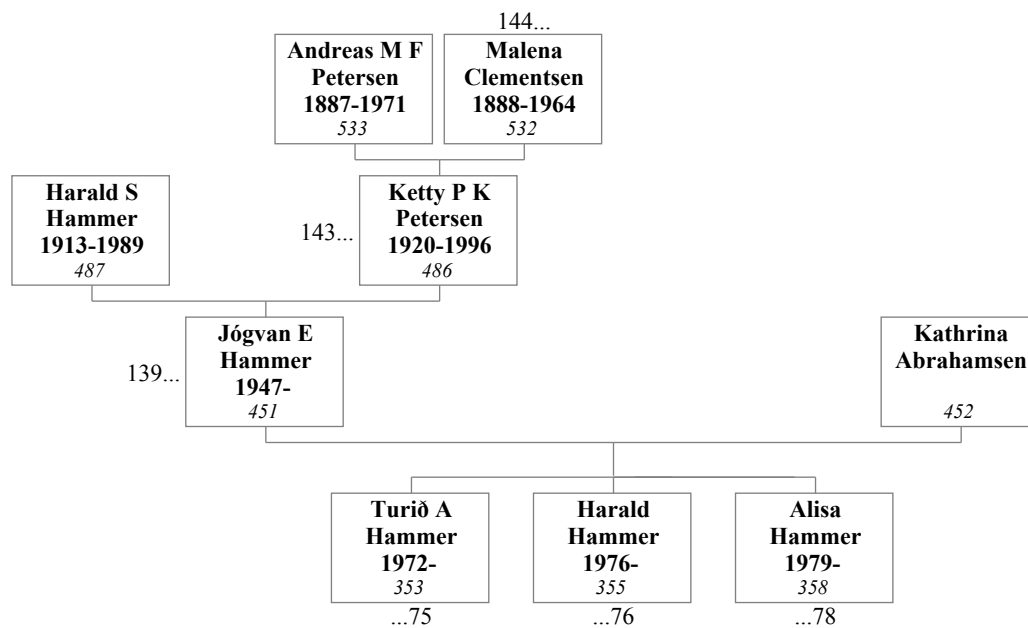 144...
Andreas M F
Petersen
1887-1971
533
Malena
Clementsen
1888-1964
532
Harald S
Hammer
1913-1989
487
143...
Ketty P K
Petersen
1920-1996
486
139...
Jógvan E
Hammer
1947-
451
Kathrina
Abrahamsen
452
Turið A
Hammer
1972-
353
...75
Harald
Hammer
1976-
355
...76
Alisa
Hammer
1979-
358
...78